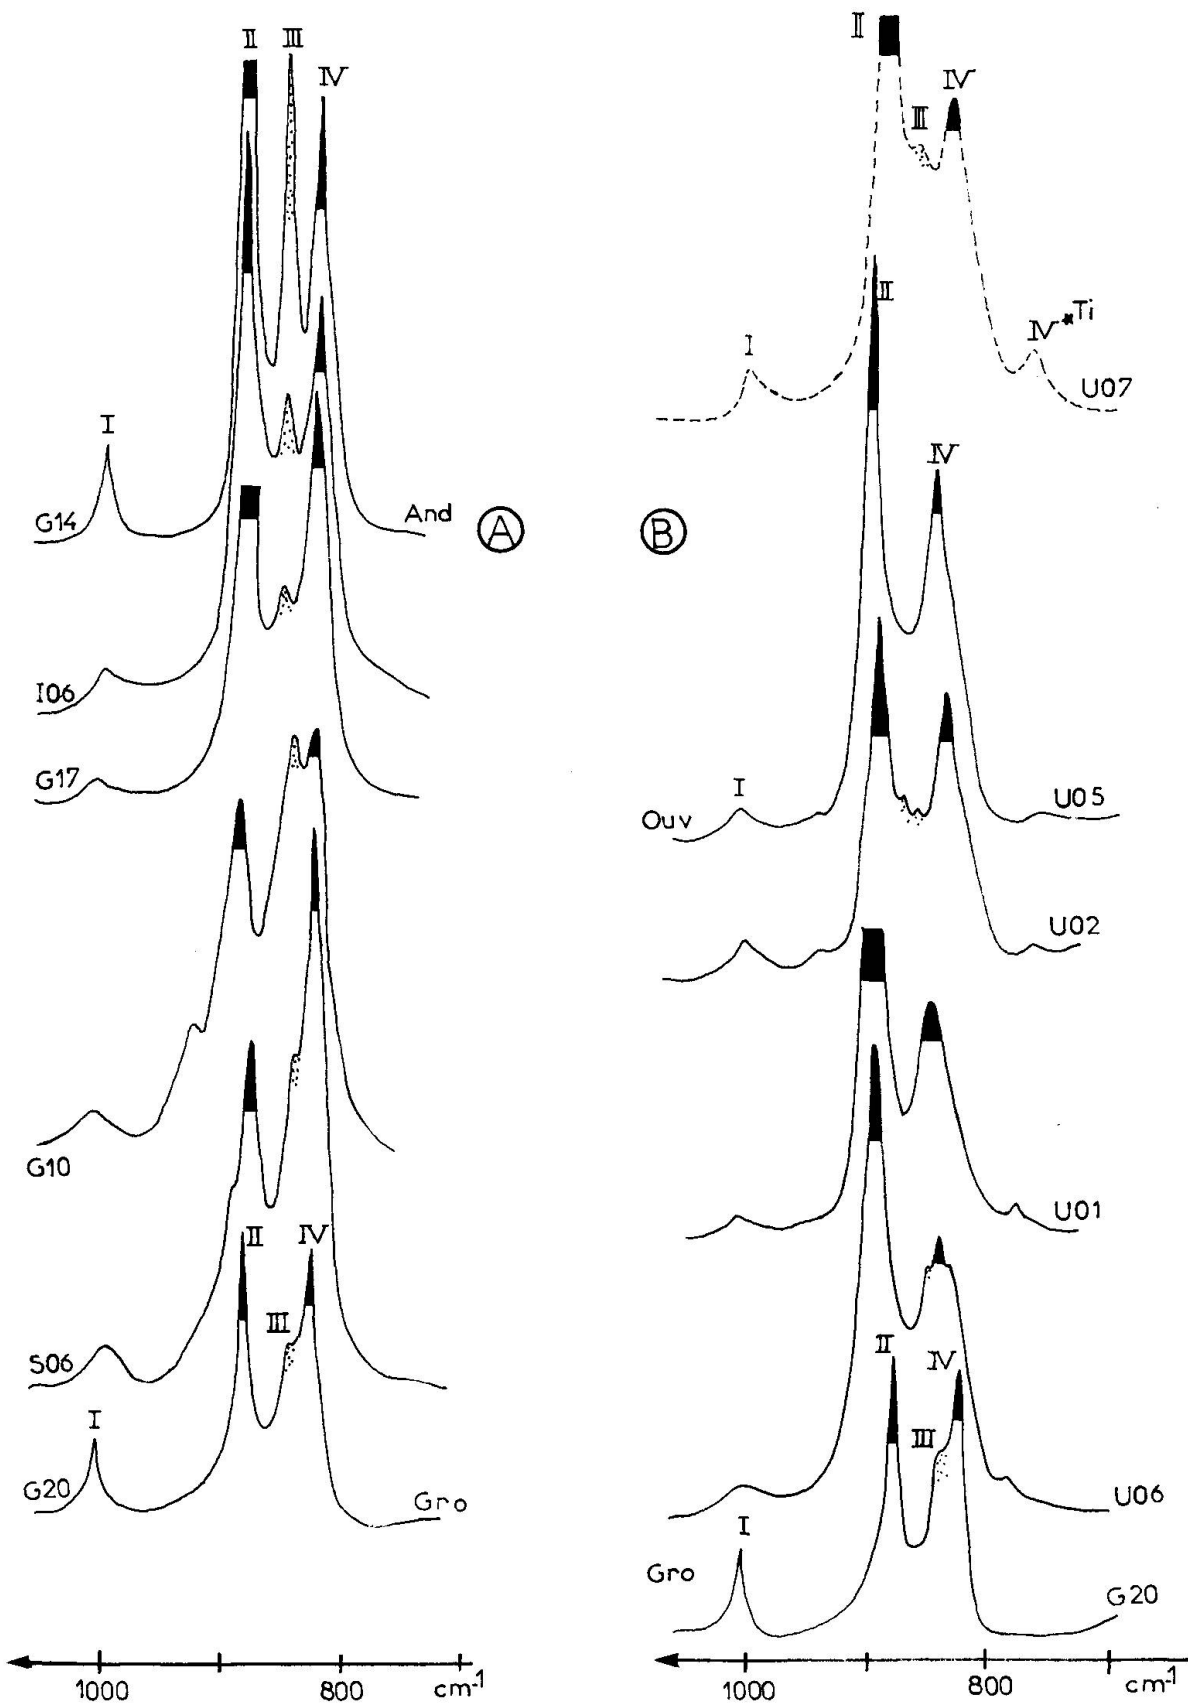 II
III
IV
I
G14
And
A
I06
G17
G10
S06
II
IV
III
I
G20
Gro
1000
800
cm-1
II
IV
III
I
IV*Ti
U07
II
IV
B
I
Ouv
U05
U02
U01
U06
II
IV
III
I
Gro
G20
1000
800
cm-1